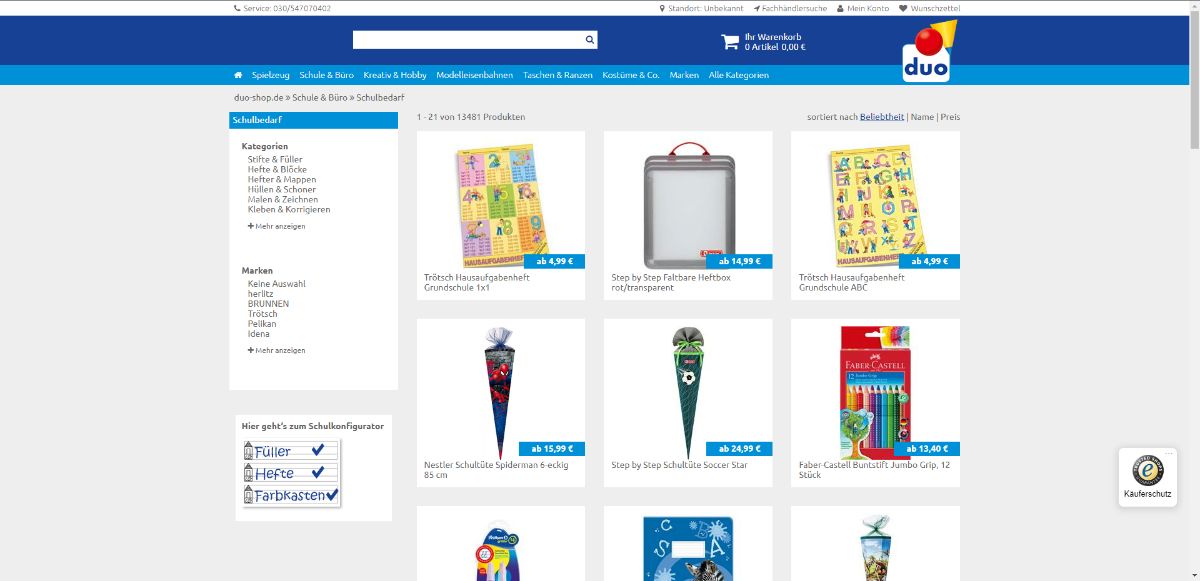 Service: 030/547070402
Standort: Unbekannt
Fachhändlersuche
Mein Konto
Wunschzettel
Ihr Warenkorb
0 Artikel 0,00 €
duo
Spielzeug Schule & Büro Kreativ & Hobby Modelleisenbahnen Taschen & Ranzen Kostüme & Co. Marken Alle Kategorien
duo-shop.de » Schule & Büro » Schulbedarf
Schulbedarf
Kategorien
Stifte & Füller
Hefte & Blöcke
Hefter & Mappen
Hüllen & Schoner
Malen & Zeichnen
Kleben & Korrigieren
Mehr anzeigen
Marken
Keine Auswahl
herlitz
BRUNNEN
Trötsch
Pelikan
Idena
Mehr anzeigen
Hier geht's zum Schulkonfigurator
Füller
Hefte
Farbkasten
1 - 21 von 13481 Produkten
sortiert nach Beliebtheit | Name | Preis
HAUSAUFGABENHEFT
ab 4,99 €
Trötsch Hausaufgabenheft
Grundschule 1x1
ab 14,99 €
Step by Step Faltbare Heftbox
rot/transparent
HAUSAUFGABENHEFT
ab 4,99 €
Trötsch Hausaufgabenheft
Grundschule ABC
ab 15,99 €
Nestler Schultüte Spiderman 6-eckig
85 cm
ab 24,99 €
Step by Step Schultüte Soccer Star
FABER-CASTELL
12 Jumbo Grip
ab 13,40 €
Faber-Castell Buntstift Jumbo Grip, 12
Stück
Käuferschutz